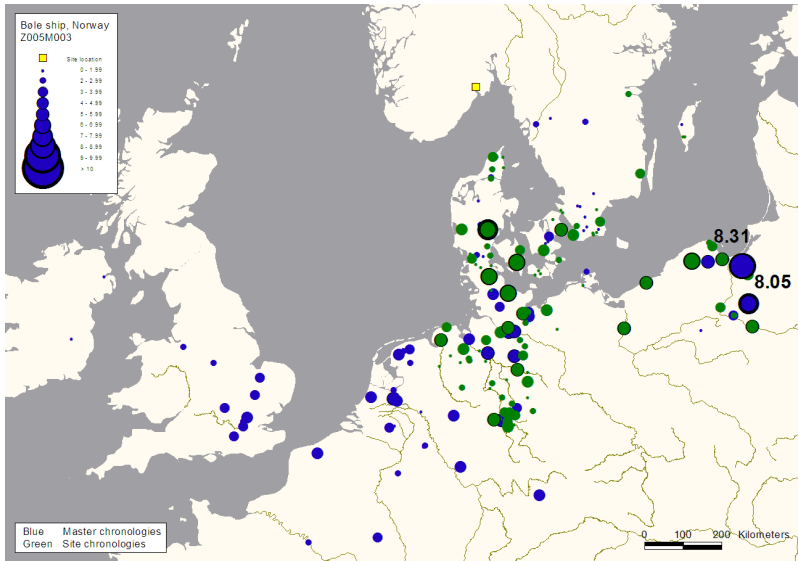 Bøle ship, Norway
Z005M003
Site location
0 - 1.99
2 - 2.99
3 - 3.99
4 - 4.99
5 - 5.99
6 - 6.99
7 - 7.99
8 - 8.99
9 - 9.99
> 10
8.31
8.05
Blue Master chronologies
Green Site chronologies
0 100 200 Kilometers